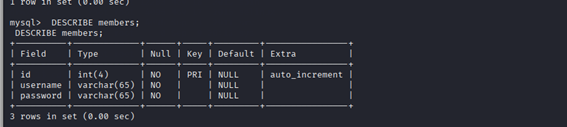 1 row in set (0.00 sec)
mysql>  DESCRIBE members;
 DESCRIBE members;
+----------+-------------+------+-----+---------+----------------+
| Field    | Type        | Null | Key | Default | Extra          |
+----------+-------------+------+-----+---------+----------------+
| id       | int(4)      | NO   | PRI | NULL    | auto_increment |
| username | varchar(65) | NO   |     | NULL    |                |
| password | varchar(65) | NO   |     | NULL    |                |
+----------+-------------+------+-----+---------+----------------+
3 rows in set (0.00 sec)